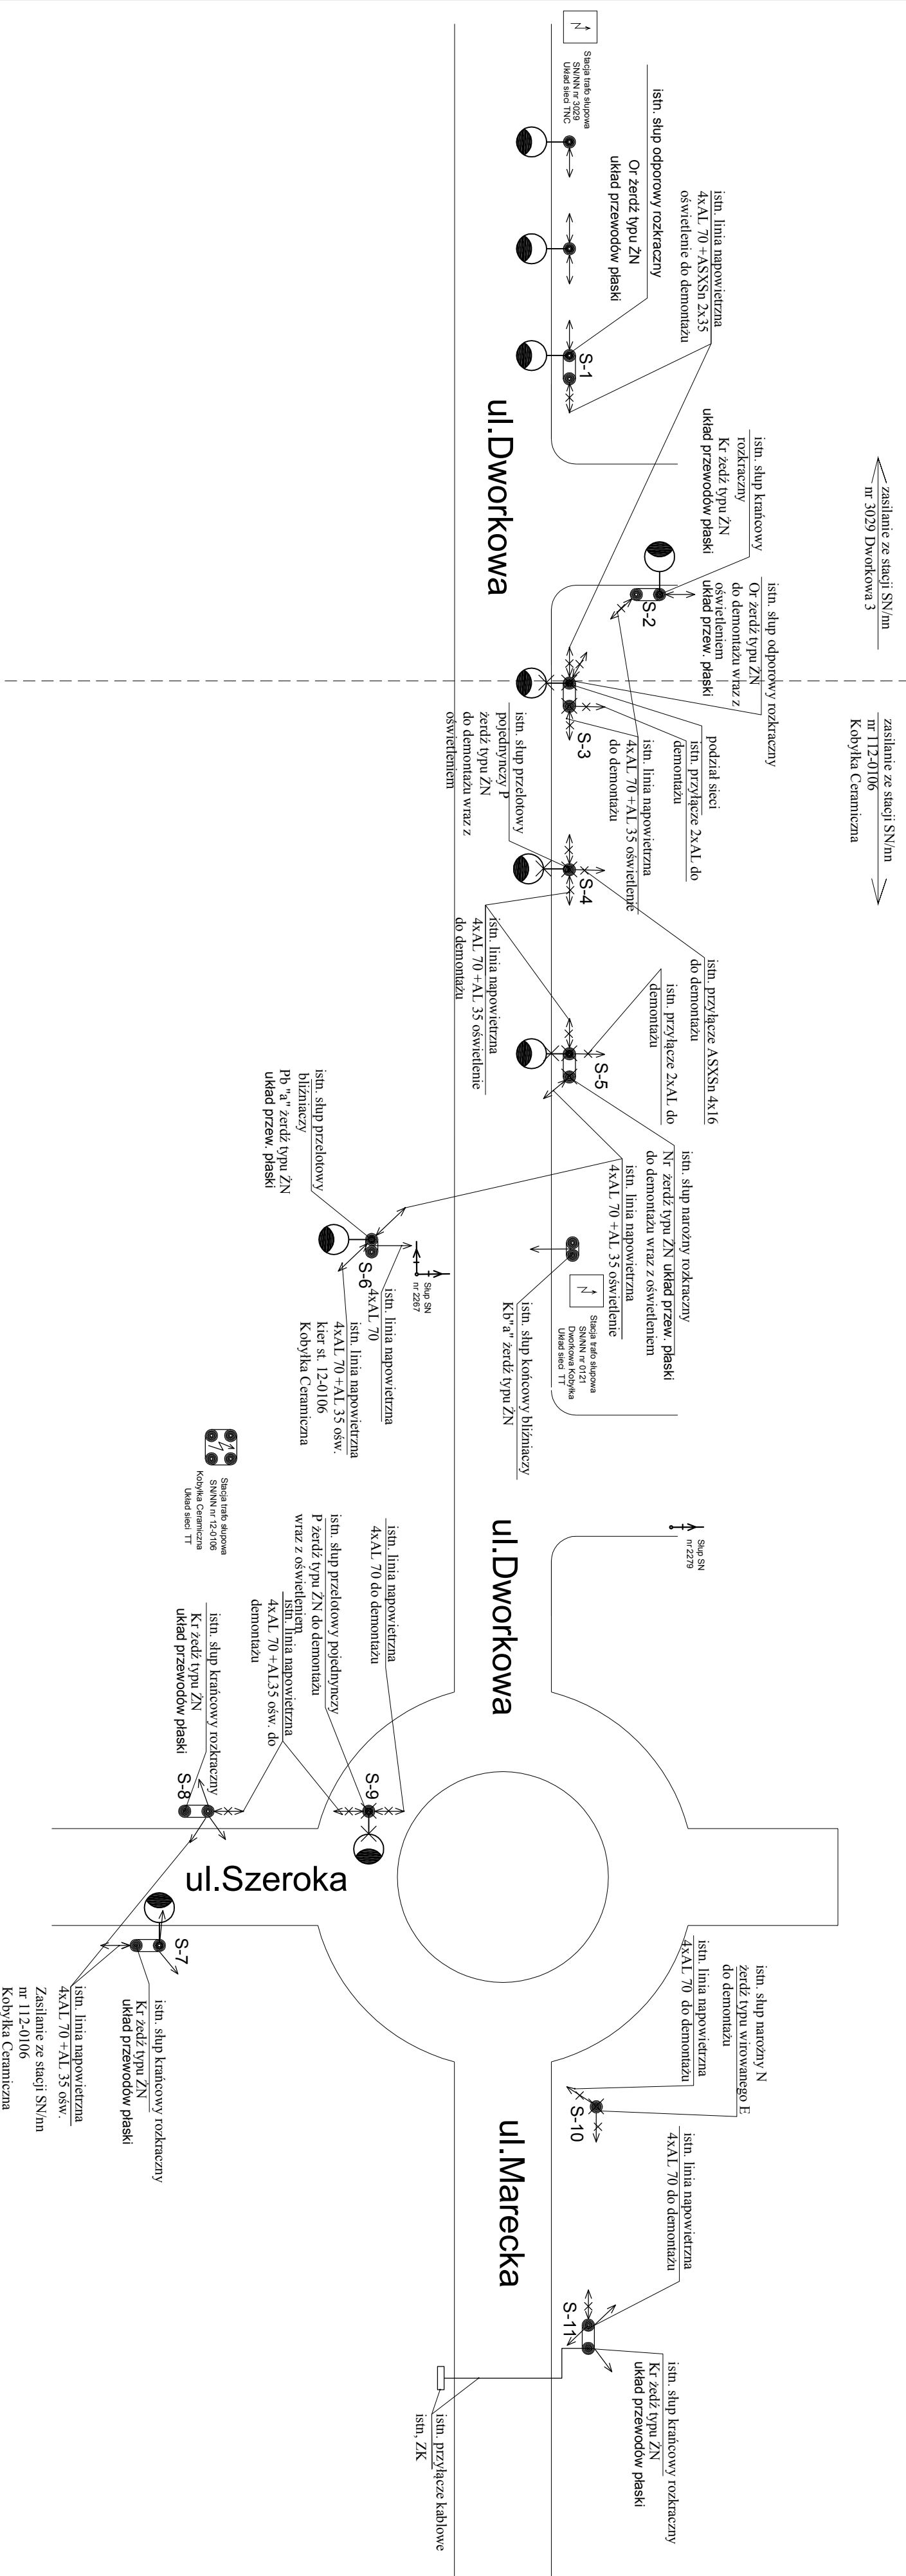 zasilanie ze stacji SN/nn
nr 3029 Dworkowa 3
zasilanie ze stacji SN/nn
nr 112-0106
Kobyłka Ceramiczna
Stacja trafo słupowa
SN/NN nr 3029
Układ sieci TNC
istn. słup odporowy rozkraczny
Or żerdź typu ŻN
układ przewodów płaski
istn. linia napowietrzna
4xAL 70 +ASXSn 2x35
oświetlenie do demontażu
S-1
ul.Dworkowa
istn. słup krańcowy
rozkraczny
Kr żedź typu ŻN
układ przewodów płaski
S-2
istn. słup odporowy rozkraczny
Or żerdź typu ŻN
do demontażu wraz z
oświetleniem
układ przew. płaski
podział sieci
istn. przyłącze 2xAL do
demontażu
istn. linia napowietrzna
4xAL 70 +AL 35 oświetlenie
do demontażu
S-3
istn. słup przelotowy
pojednynczy P
żerdź typu ŻN
do demontażu wraz z
oświetleniem
S-4
istn. linia napowietrzna
4xAL 70 +AL 35 oświetlenie
do demontażu
istn. przyłącze ASXSn 4x16
do demontażu
istn. przyłącze 2xAL do
demontażu
S-5
istn. słup narożny rozkraczny
Nr żerdź typu ŻN układ przew. płaski
do demontażu wraz z oświetleniem
istn. linia napowietrzna
4xAL 70 +AL 35 oświetlenie
istn. słup przelotowy
bliźniaczy
Pb "a" żerdź typu ŻN
układ przew. płaski
S-6
Słup SN
nr 2267
istn. linia napowietrzna
4xAL 70
istn. linia napowietrzna
4xAL 70 +AL 35 ośw.
kier st. 12-0106
Kobyłka Ceramiczna
Stacja trafo słupowa
SN/NN nr 0121
Dworkowa Kobyłka
Układ sieci TT
istn. słup końcowy bliźniaczy
Kb"a" żerdź typu ŻN
Stacja trafo słupowa
SN/NN nr 12-0106
Kobyłka Ceramiczna
Układ sieci TT
Słup SN
nr 2279
ul.Dworkowa
istn. linia napowietrzna
4xAL 70 do demontażu
istn. słup przelotowy pojednynczy
P żerdź typu ŻN do demontażu
wraz z oświetleniem
istn. linia napowietrzna
4xAL 70 +AL35 ośw. do
demontażu
istn. słup krańcowy rozkraczny
Kr żedź typu ŻN
układ przewodów płaski
S-9
S-8
ul.Szeroka
S-7
istn. słup krańcowy rozkraczny
Kr żedź typu ŻN
układ przewodów płaski
istn. linia napowietrzna
4xAL 70 +AL 35 ośw.
Zasilanie ze stacji SN/nn
nr 112-0106
Kobyłka Ceramiczna
istn. słup narożny N
żerdź typu wirowanego E
do demontażu
istn. linia napowietrzna
4xAL 70 do demontażu
S-10
ul.Marecka
istn. linia napowietrzna
4xAL 70 do demontażu
S-11
istn. słup krańcowy rozkraczny
Kr żedź typu ŻN
układ przewodów płaski
istn. przyłącze kablowe
istn, ZK